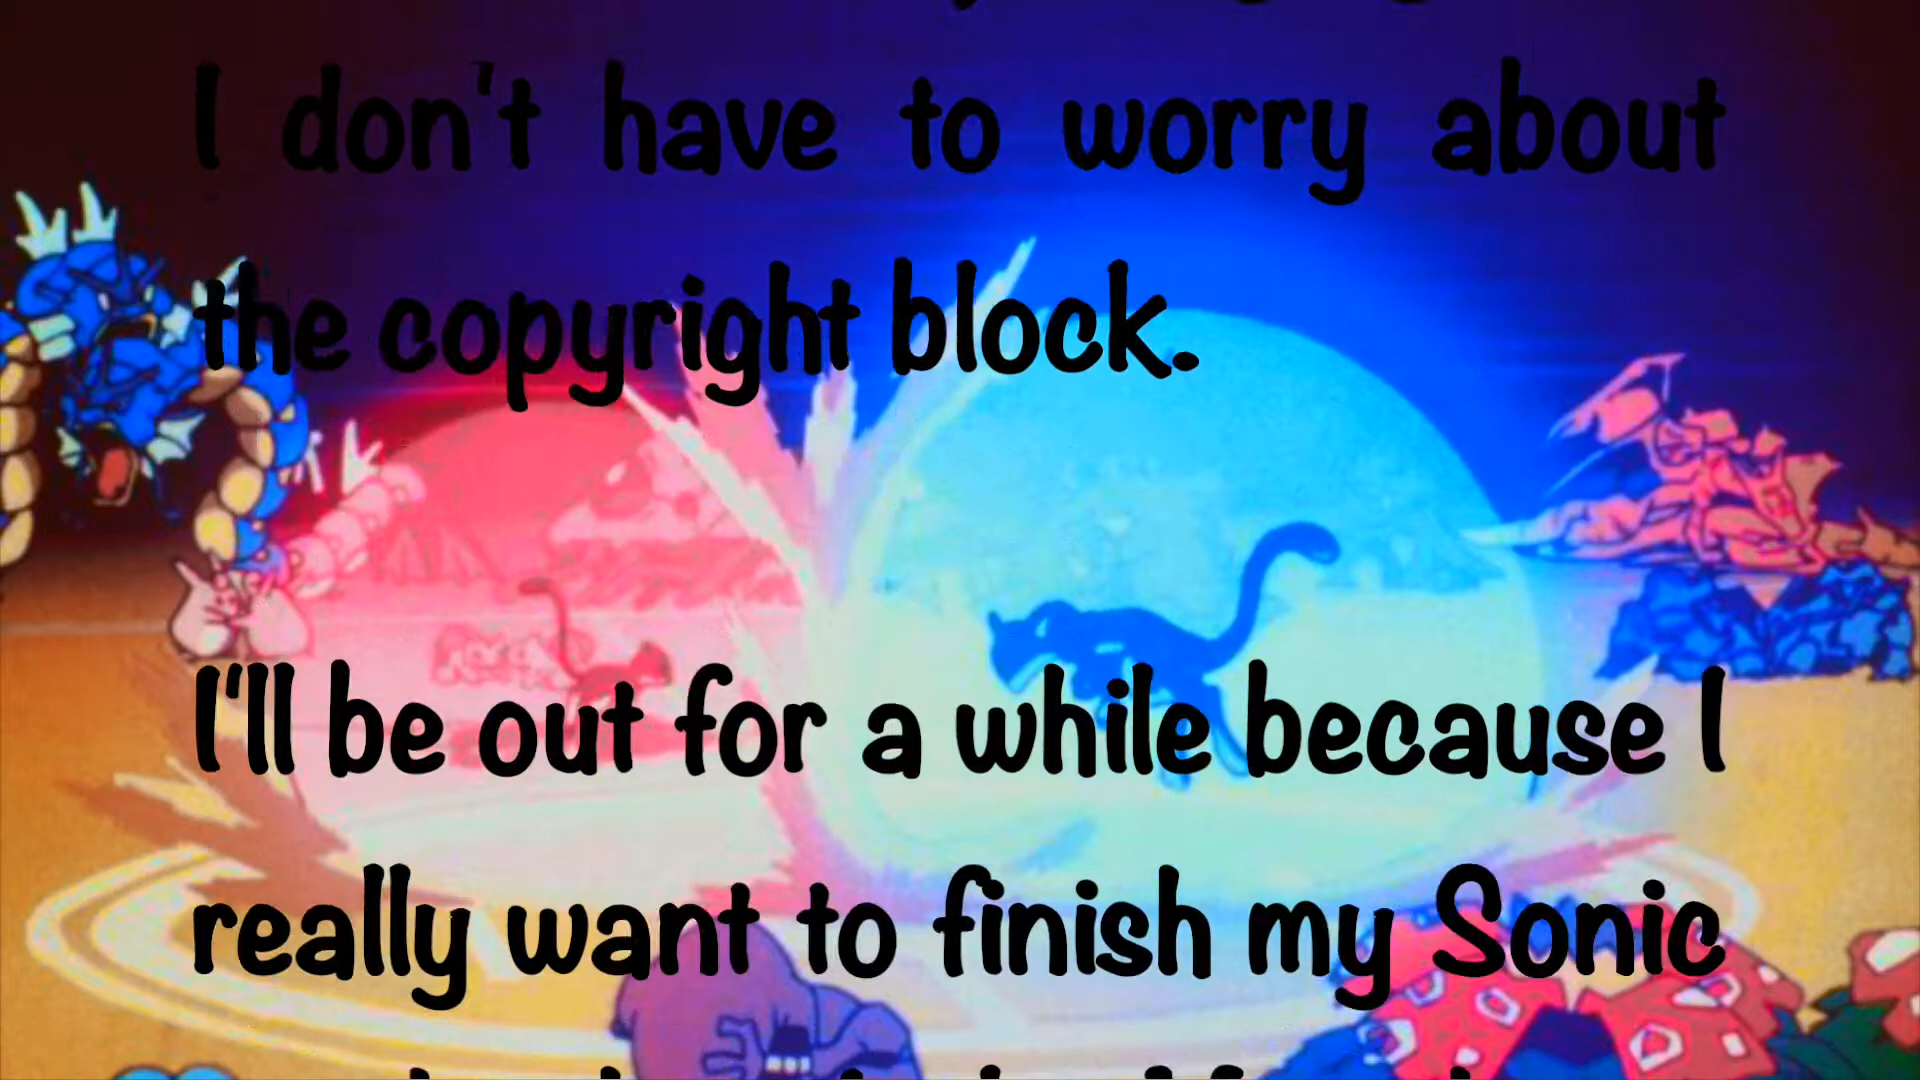 I don't have to worry about
the copyright block.
I'll be out for a while because I
really want to finish my Sonic